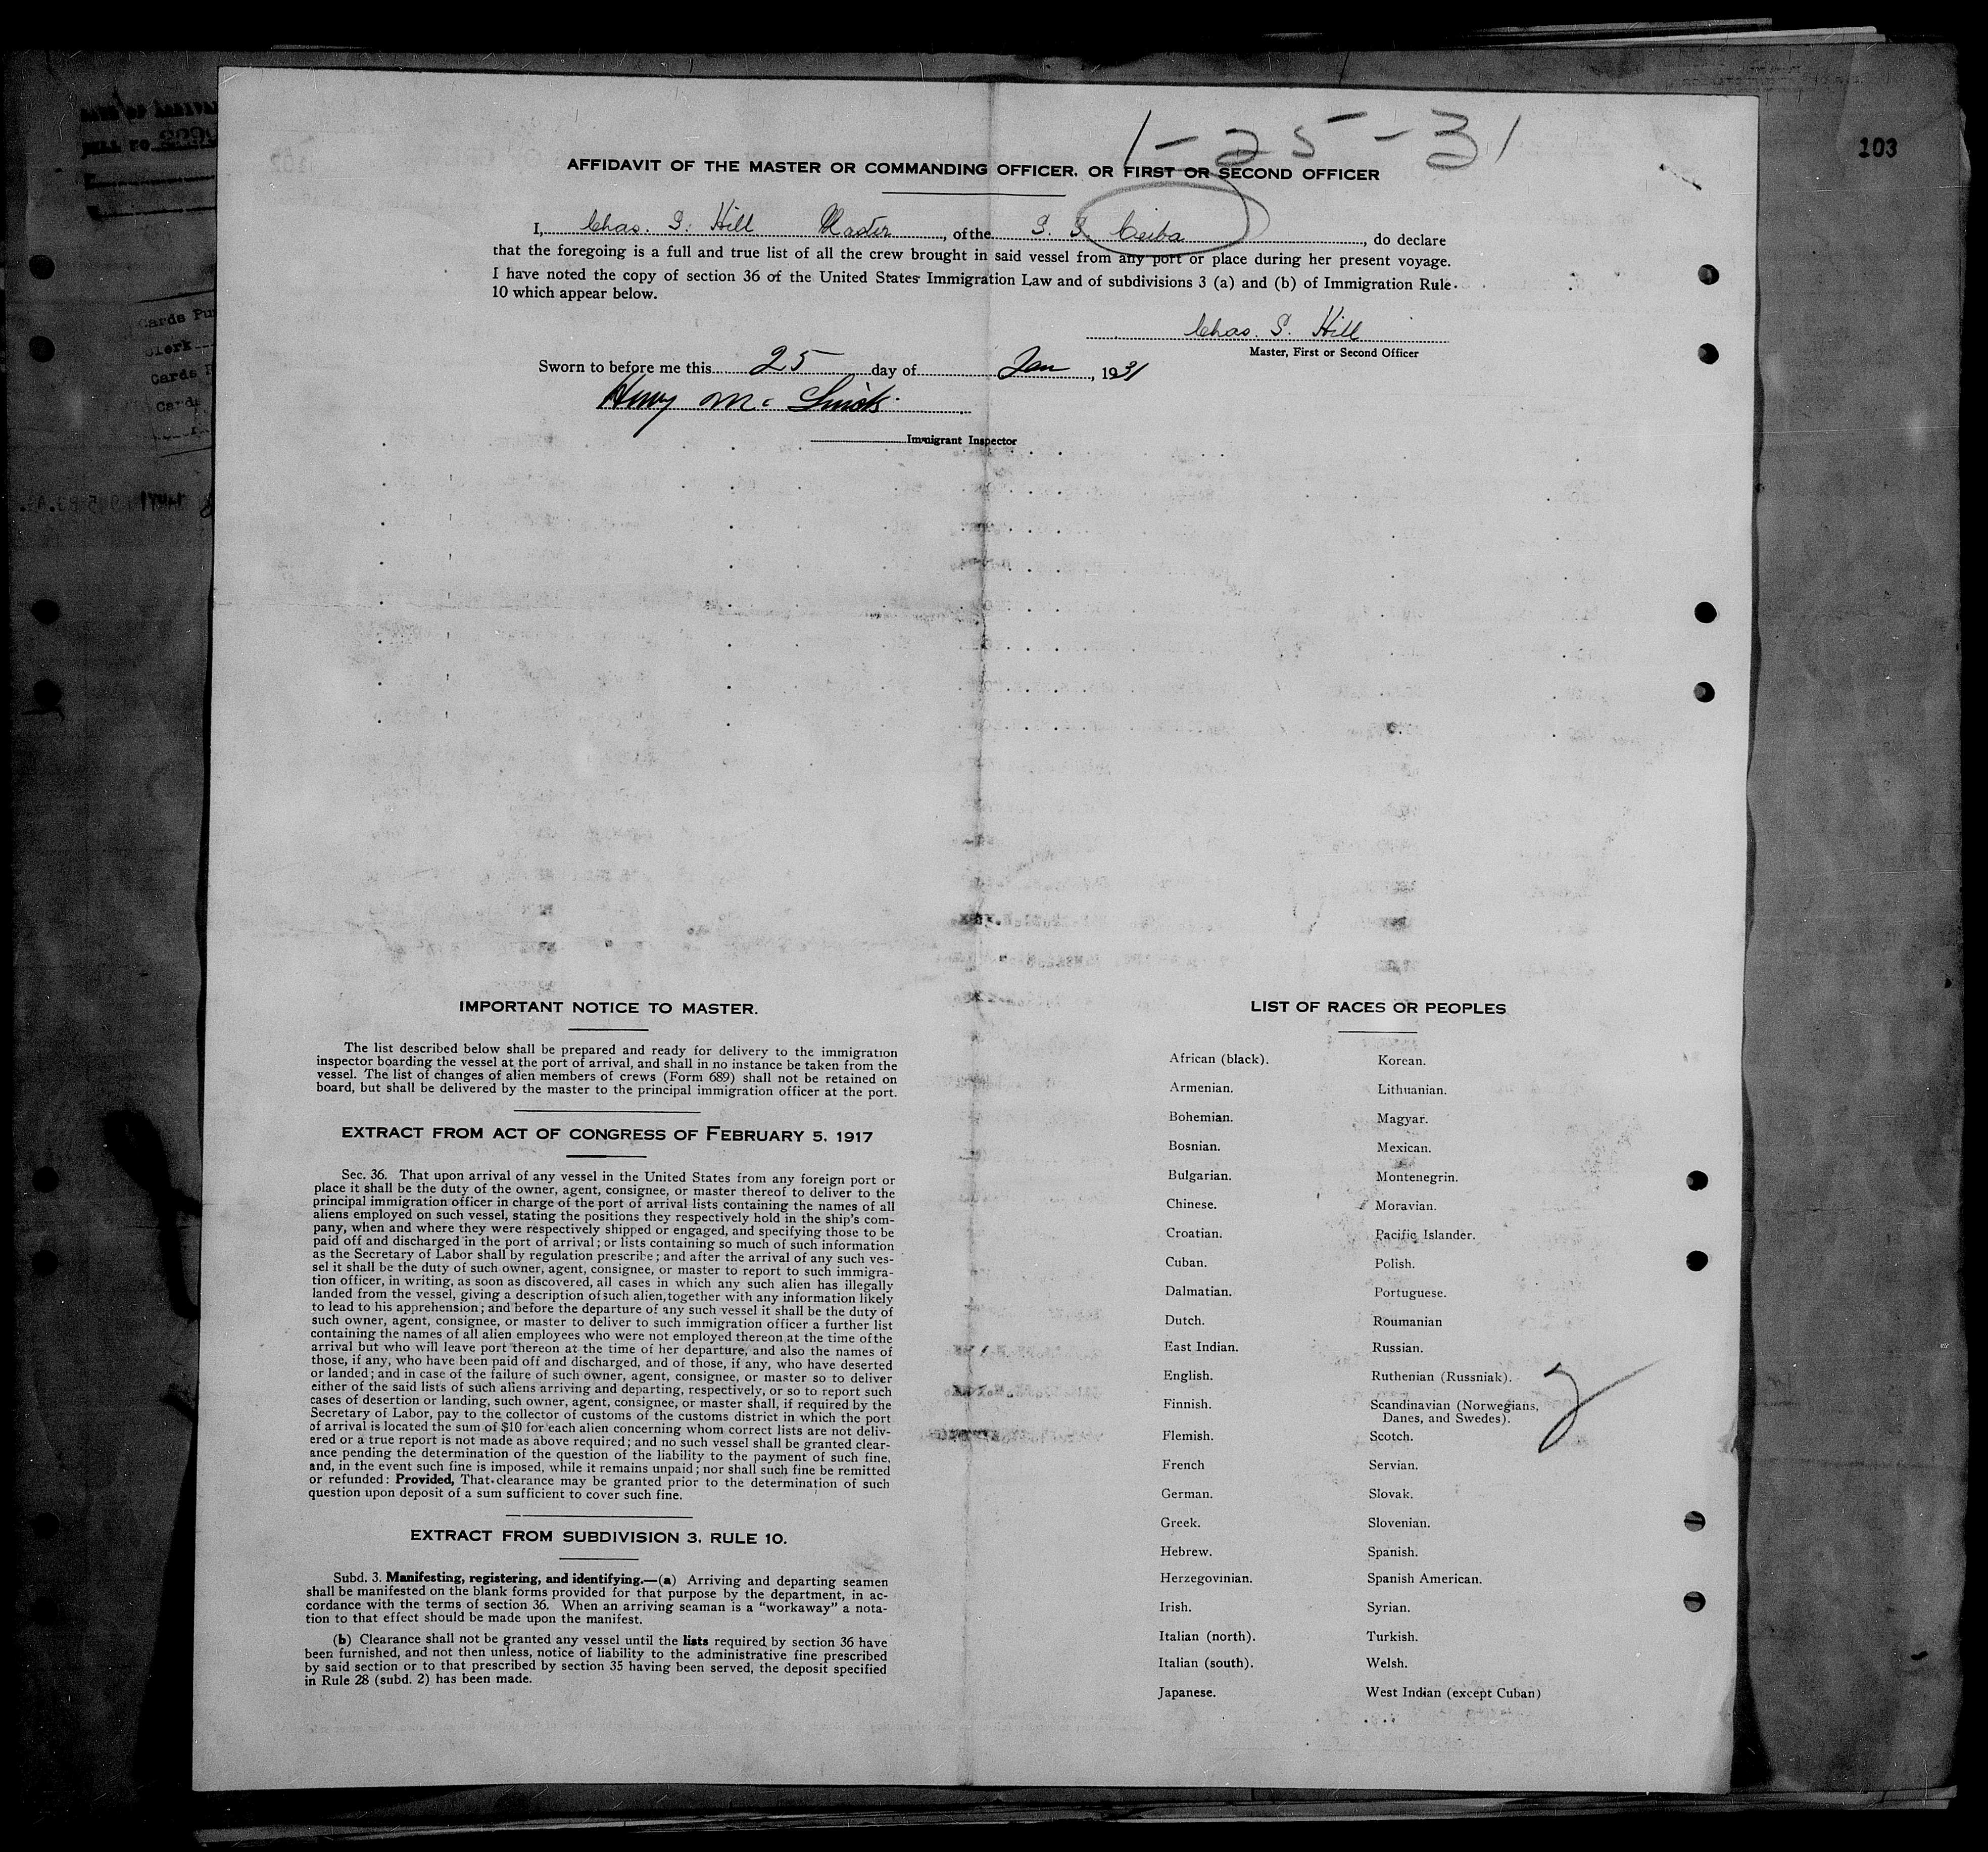 103
1-25-31
AFFIDAVIT OF THE MASTER OR COMMANDING OFFICER, OR FIRST OR SECOND OFFICER
I, Chas. S. Hill Master, of the S. S. Ceiba, do declare
that the foregoing is a full and true list of all the crew brought in said vessel from any port or place during her present voyage.
I have noted the copy of section 36 of the United States Immigration Law and of subdivisions 3 (a) and (b) of Immigration Rule
10 which appear below.
Chas. S. Hill
Master, First or Second Officer
Sworn to before me this 25 day of Jan, 1931
Immigrant Inspector
IMPORTANT NOTICE TO MASTER.
The list described below shall be prepared and ready for delivery to the immigration
inspector boarding the vessel at the port of arrival, and shall in no instance be taken from the
vessel. The list of changes of alien members of crews (Form 689) shall not be retained on
board, but shall be delivered by the master to the principal immigration officer at the port.
EXTRACT FROM ACT OF CONGRESS OF FEBRUARY 5, 1917
Sec. 36. That upon arrival of any vessel in the United States from any foreign port or
place it shall be the duty of the owner, agent, consignee, or master thereof to deliver to the
principal immigration officer in charge of the port of arrival lists containing the names of all
aliens employed on such vessel, stating the positions they respectively hold in the ship's com-
pany, when and where they were respectively shipped or engaged, and specifying those to be
paid off and discharged in the port of arrival; or lists containing so much of such information
as the Secretary of Labor shall by regulation prescribe; and after the arrival of any such ves-
sel it shall be the duty of such owner, agent, consignee, or master to report to such immigra-
tion officer, in writing, as soon as discovered, all cases in which any such alien has illegally
landed from the vessel, giving a description of such alien, together with any information likely
to lead to his apprehension; and before the departure of any such vessel it shall be the duty of
such owner, agent, consignee, or master to deliver to such immigration officer a further list
containing the names of all alien employees who were not employed thereon at the time of the
arrival but who will leave port thereon at the time of her departure, and also the names of
those, if any, who have been paid off and discharged, and of those, if any, who have deserted
or landed; and in case of the failure of such owner, agent, consignee, or master so to deliver
either of the said lists of such aliens arriving and departing, respectively, or so to report such
cases of desertion or landing, such owner, agent, consignee, or master shall, if required by the
Secretary of Labor, pay to the collector of customs of the customs district in which the port
of arrival is located the sum of $10 for each alien concerning whom correct lists are not deliv-
ered or a true report is not made as above required; and no such vessel shall be granted clear-
ance pending the determination of the question of the liability to the payment of such fine,
and, in the event such fine is imposed, while it remains unpaid; nor shall such fine be remitted
or refunded: Provided, That clearance may be granted prior to the determination of such
question upon deposit of a sum sufficient to cover such fine.
EXTRACT FROM SUBDIVISION 3, RULE 10.
Subd. 3. Manifesting, registering, and identifying.—(a) Arriving and departing seamen
shall be manifested on the blank forms provided for that purpose by the department, in ac-
cordance with the terms of section 36. When an arriving seaman is a "workaway" a nota-
tion to that effect should be made upon the manifest.
(b) Clearance shall not be granted any vessel until the lists required by section 36 have
been furnished, and not then unless, notice of liability to the administrative fine prescribed
by said section or to that prescribed by section 35 having been served, the deposit specified
in Rule 28 (subd. 2) has been made.
LIST OF RACES OR PEOPLES
African (black). Korean.
Armenian. Lithuanian.
Bohemian. Magyar.
Bosnian. Mexican.
Bulgarian. Montenegrin.
Chinese. Moravian.
Croatian. Pacific Islander.
Cuban. Polish.
Dalmatian. Portuguese.
Dutch. Roumanian
East Indian. Russian.
English. Ruthenian (Russniak).
Finnish. Scandinavian (Norwegians,
Danes, and Swedes).
Flemish. Scotch.
French Servian.
German. Slovak.
Greek. Slovenian.
Hebrew. Spanish.
Herzegovinian. Spanish American.
Irish. Syrian.
Italian (north). Turkish.
Italian (south). Welsh.
Japanese. West Indian (except Cuban)